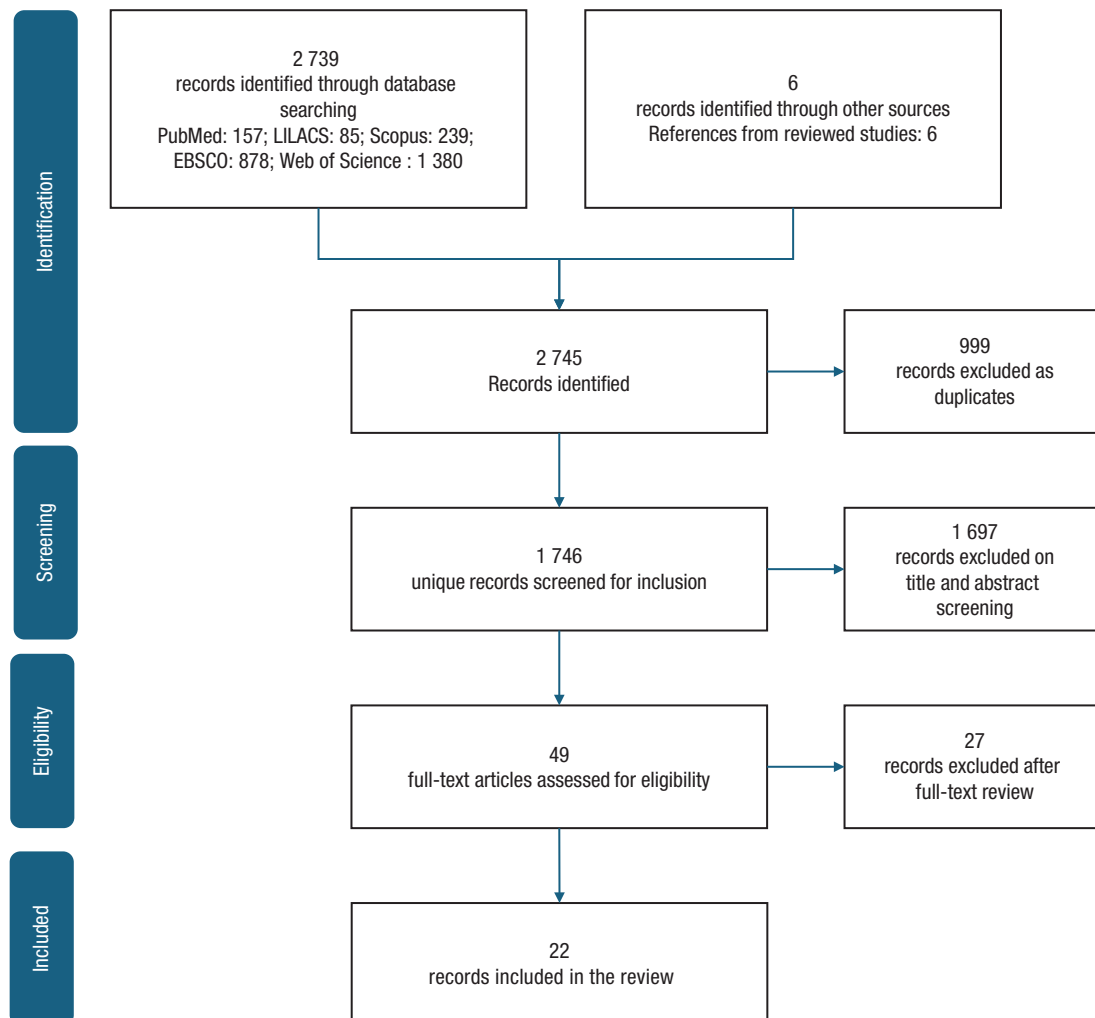 Identification
2 739
records identified through database
searching
PubMed: 157; LILACS: 85; Scopus: 239;
EBSCO: 878; Web of Science : 1 380
6
records identified through other sources
References from reviewed studies: 6
2 745
Records identified
999
records excluded as
duplicates
Screening
1 746
unique records screened for inclusion
1 697
records excluded on
title and abstract
screening
Eligibility
49
full-text articles assessed for eligibility
27
records excluded after
full-text review
Included
22
records included in the review